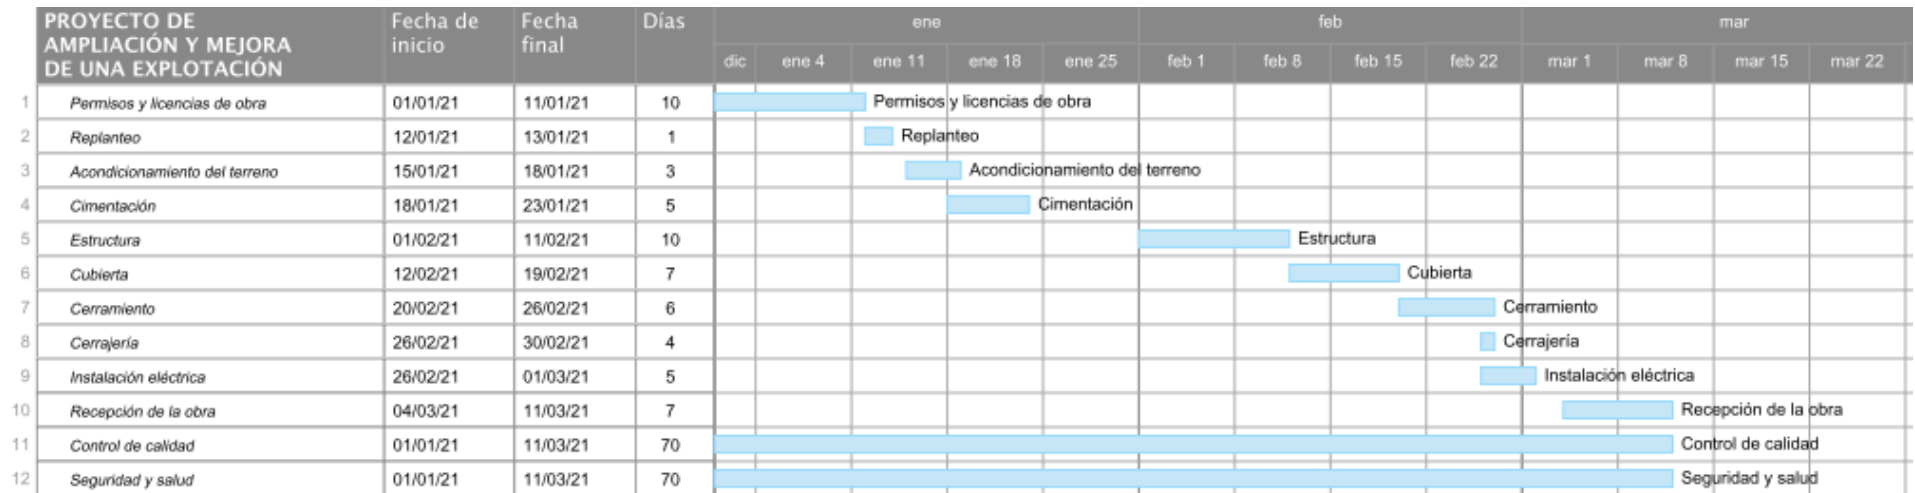 PROYECTO DE
AMPLIACIÓN Y MEJORA
DE UNA EXPLOTACIÓN
Fecha de
inicio
Fecha
final
Días
ene feb mar
dic ene 4 ene 11 ene 18 ene 25 feb 1 feb 8 feb 15 feb 22 mar 1 mar 8 mar 15 mar 22
1 Permisos y licencias de obra 01/01/21 11/01/21 10 Permisos y licencias de obra
2 Replanteo 12/01/21 13/01/21 1 Replanteo
3 Acondicionamiento del terreno 15/01/21 18/01/21 3 Acondicionamiento del terreno
4 Cimentación 18/01/21 23/01/21 5 Cimentación
5 Estructura 01/02/21 11/02/21 10 Estructura
6 Cubierta 12/02/21 19/02/21 7 Cubierta
7 Cerramiento 20/02/21 26/02/21 6 Cerramiento
8 Cerrajería 26/02/21 30/02/21 4 Cerrajería
9 Instalación eléctrica 26/02/21 01/03/21 5 Instalación eléctrica
10 Recepción de la obra 04/03/21 11/03/21 7 Recepción de la obra
11 Control de calidad 01/01/21 11/03/21 70 Control de calidad
12 Seguridad y salud 01/01/21 11/03/21 70 Seguridad y salud